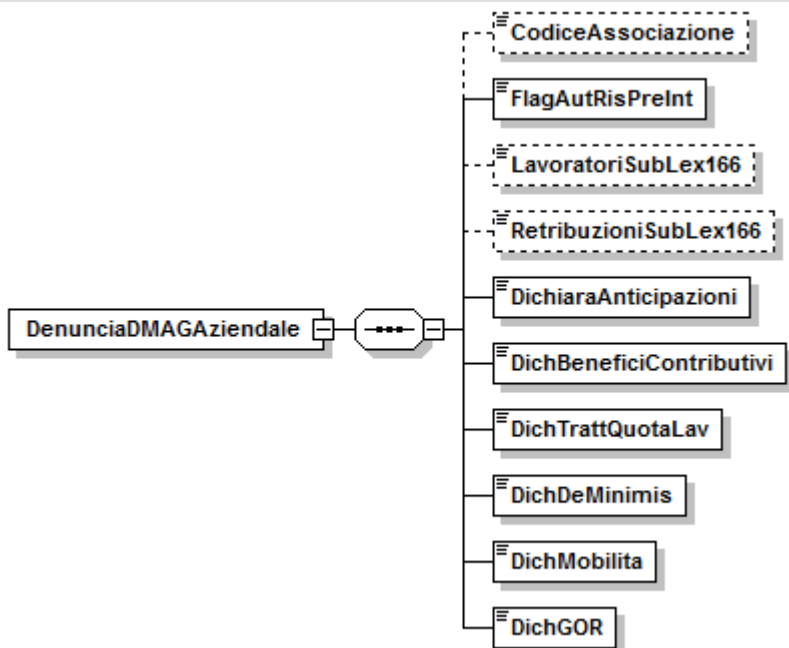 CodiceAssociazione
FlagAutRisPreInt
LavoratoriSubLex166
RetribuzioniSubLex166
DichiaraAnticipazioni
DenunciaDMAGAziendale
DichBeneficiContributivi
DichTrattQuotaLav
DichDeMinimis
DichMobilita
DichGOR